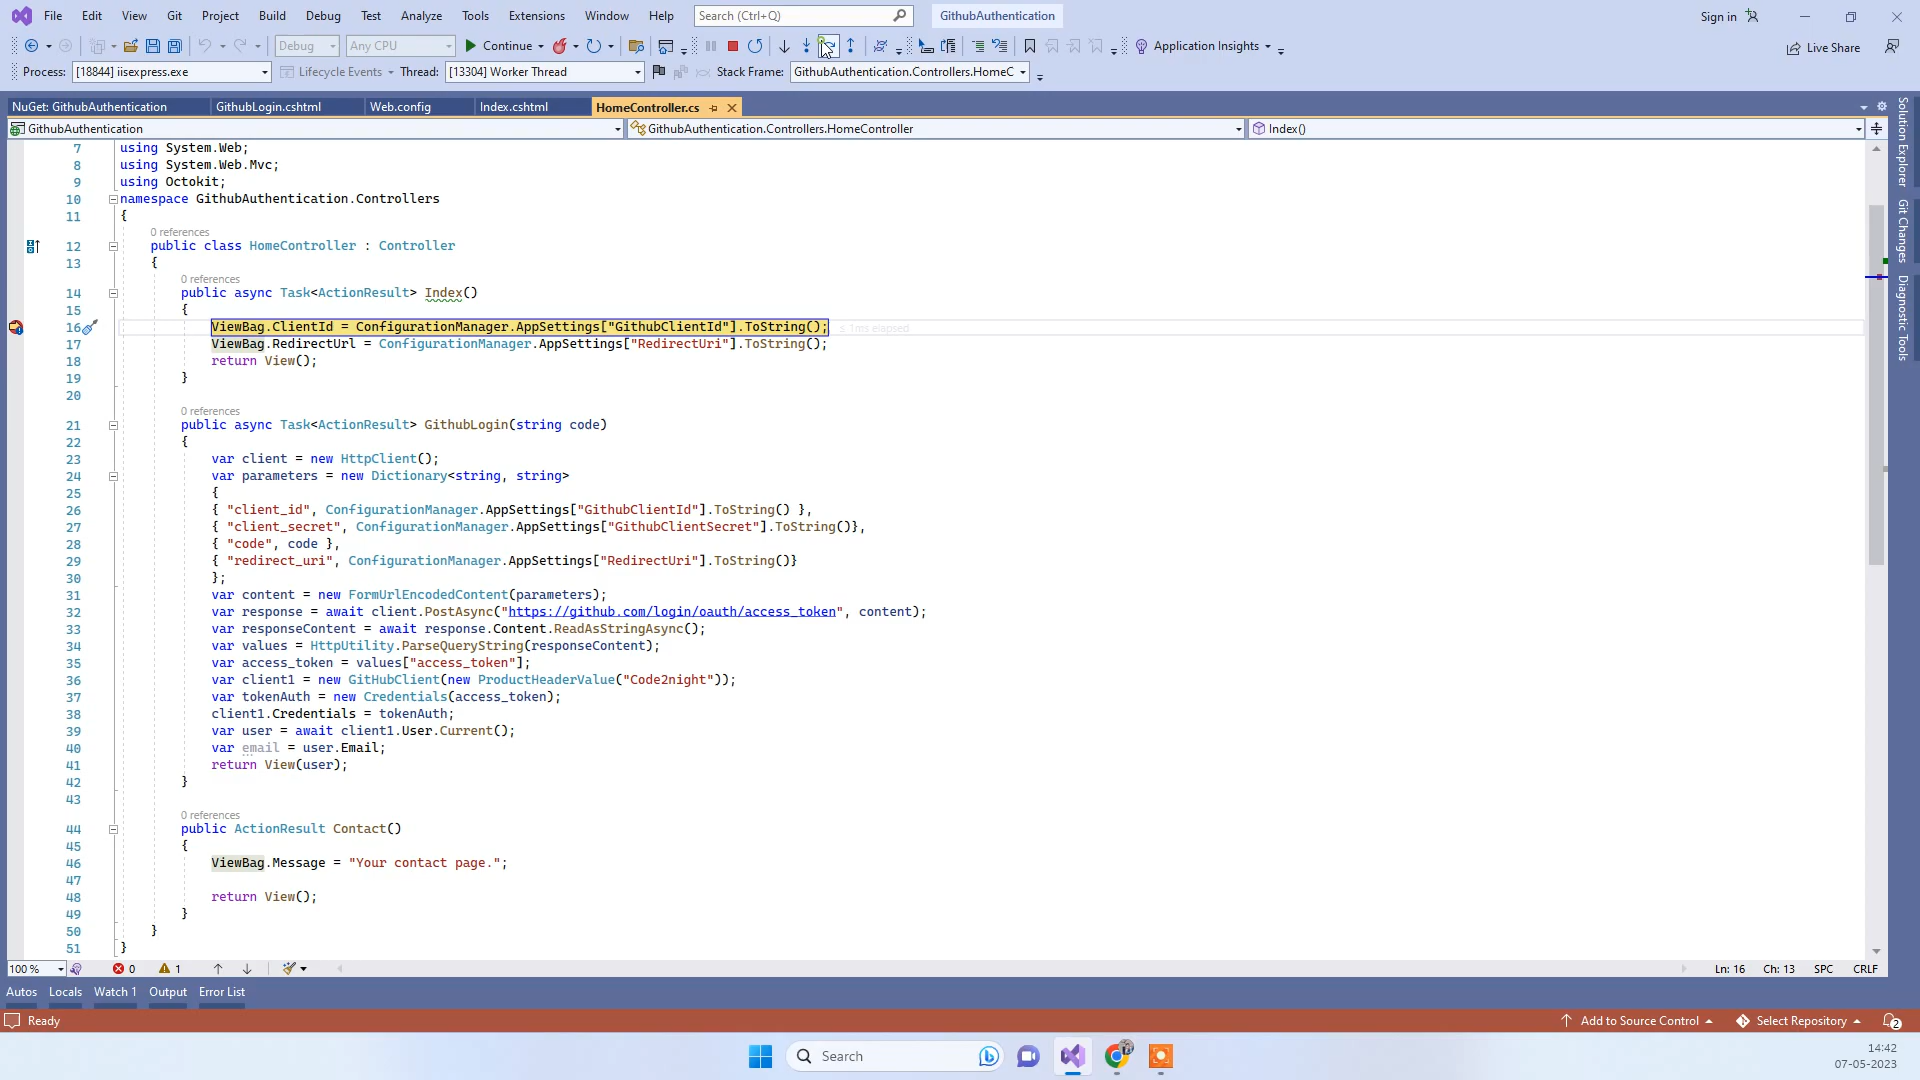 File Edit View Git Project Build Debug Test Analyze Tools Extensions Window Help Search (Ctrl+Q) GithubAuthentication Sign in
Debug Any CPU Continue Application Insights Live Share
Process: [18844] iisexpress.exe Lifecycle Events Thread: [13304] Worker Thread Stack Frame: GithubAuthentication.Controllers.HomeC
NuGet: GithubAuthentication GithubLogin.cshtml Web.config Index.cshtml HomeController.cs
GithubAuthentication GithubAuthentication.Controllers.HomeController Index()
7 using System.Web;
8 using System.Web.Mvc;
9 using Octokit;
10 namespace GithubAuthentication.Controllers
11 {
0 references
12 public class HomeController : Controller
13 {
0 references
14 public async Task<ActionResult> Index()
15 {
16 ViewBag.ClientId = ConfigurationManager.AppSettings["GithubClientId"].ToString(); ≤ 1ms elapsed
17 ViewBag.RedirectUrl = ConfigurationManager.AppSettings["RedirectUri"].ToString();
18 return View();
19 }
20
0 references
21 public async Task<ActionResult> GithubLogin(string code)
22 {
23 var client = new HttpClient();
24 var parameters = new Dictionary<string, string>
25 {
26 { "client_id", ConfigurationManager.AppSettings["GithubClientId"].ToString() },
27 { "client_secret", ConfigurationManager.AppSettings["GithubClientSecret"].ToString()},
28 { "code", code },
29 { "redirect_uri", ConfigurationManager.AppSettings["RedirectUri"].ToString()}
30 };
31 var content = new FormUrlEncodedContent(parameters);
32 var response = await client.PostAsync("https://github.com/login/oauth/access_token", content);
33 var responseContent = await response.Content.ReadAsStringAsync();
34 var values = HttpUtility.ParseQueryString(responseContent);
35 var access_token = values["access_token"];
36 var client1 = new GitHubClient(new ProductHeaderValue("Code2night"));
37 var tokenAuth = new Credentials(access_token);
38 client1.Credentials = tokenAuth;
39 var user = await client1.User.Current();
40 var email = user.Email;
41 return View(user);
42 }
43
0 references
44 public ActionResult Contact()
45 {
46 ViewBag.Message = "Your contact page.";
47
48 return View();
49 }
50 }
51 }
100 % 0 1 Ln: 16 Ch: 13 SPC CRLF
Autos Locals Watch 1 Output Error List
Ready Add to Source Control Select Repository 2
Search
14:42
07-05-2023
Solution Explorer
Git Changes
Diagnostic Tools